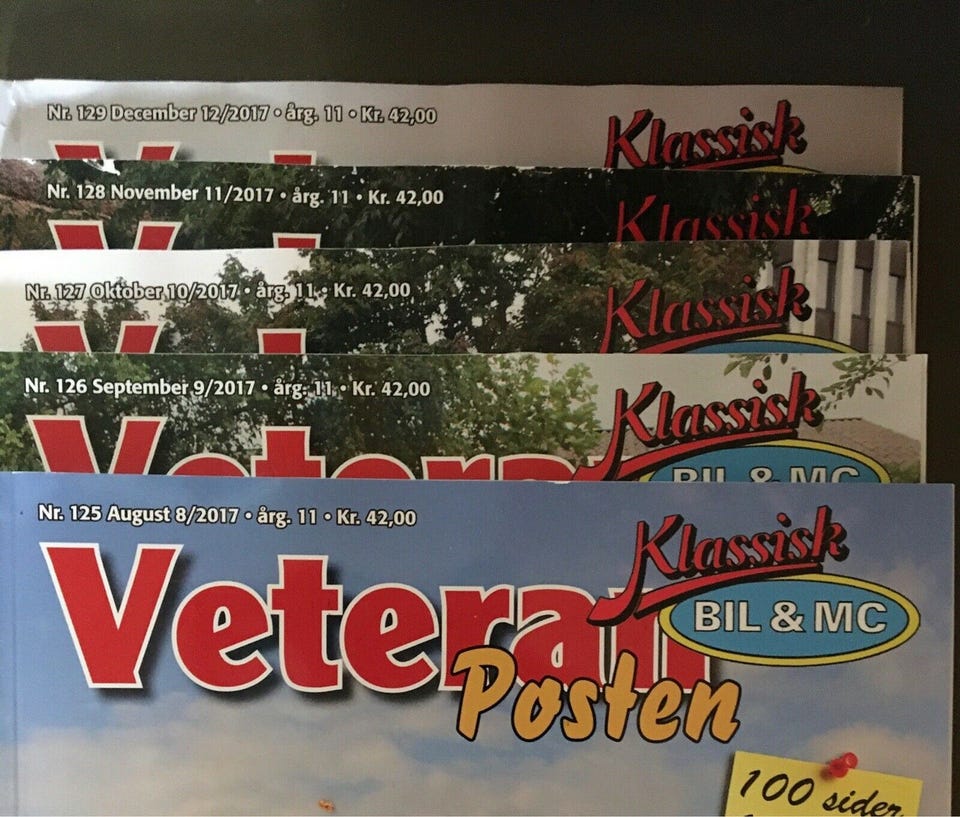 Nr. 129 December 12/2017 • årg. 11 • Kr. 42,00
Klassisk
Nr. 128 November 11/2017 • årg. 11 • Kr. 42,00
Klassisk
Nr. 127 Oktober 10/2017 • årg. 11 • Kr. 42,00
Klassisk
Nr. 126 September 9/2017 • årg. 11 • Kr. 42,00
Klassisk
Veteran
BIL & MC
Nr. 125 August 8/2017 • årg. 11 • Kr. 42,00
Klassisk
Veteran
BIL & MC
Posten
100 sider